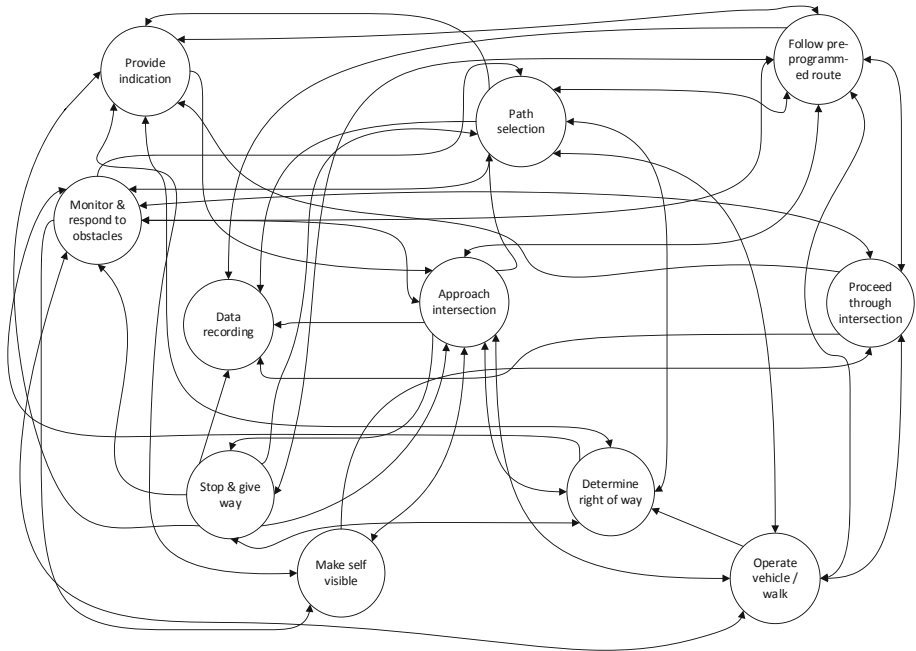 Provide
indication
Follow pre-
programm-
ed route
Path
selection
Monitor &
respond to
obstacles
Data
recording
Approach
intersection
Proceed
through
intersection
Stop & give
way
Determine
right of way
Make self
visible
Operate
vehicle /
walk